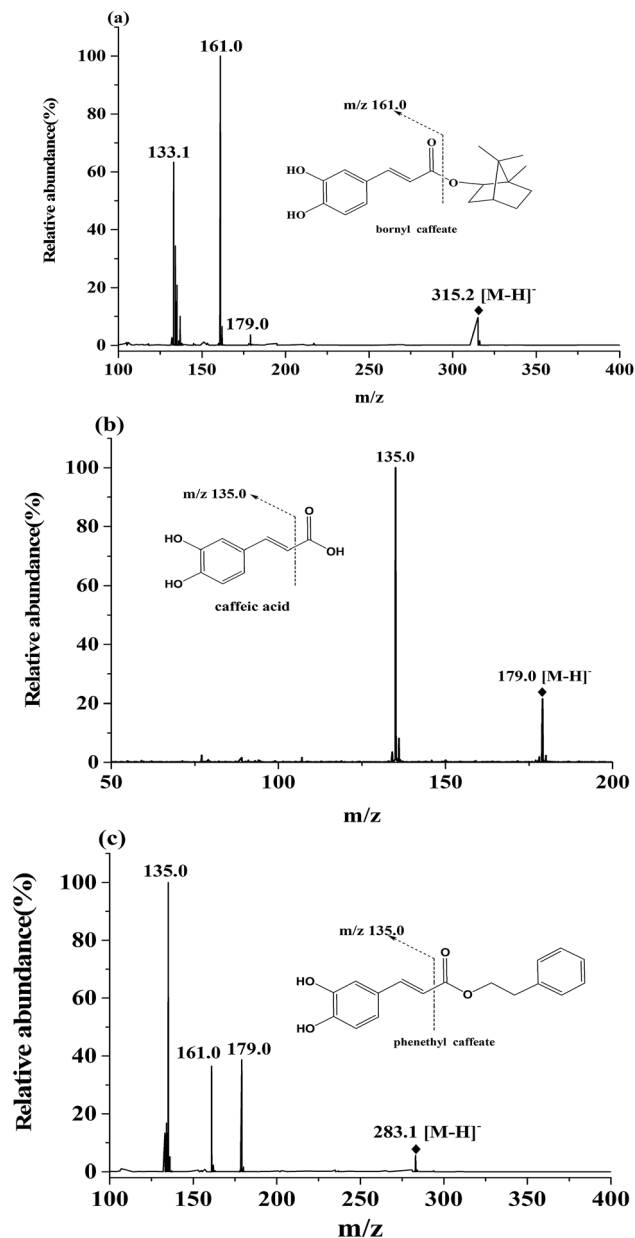 (a)
Relative abundance(%)
100
80
60
40
20
0
161.0
133.1
179.0
315.2 [M-H]-
m/z 161.0
O
HO
HO
O
bornyl caffeate
100 150 200 250 300 350 400
m/z
(b)
Relative abundance(%)
100
80
60
40
20
0
135.0
179.0 [M-H]-
m/z 135.0
O
HO
OH
HO
caffeic acid
50 100 150 200
m/z
(c)
Relative abundance(%)
100
80
60
40
20
0
135.0
161.0
179.0
283.1 [M-H]-
m/z 135.0
O
HO
O
HO
phenethyl caffeate
100 150 200 250 300 350 400
m/z